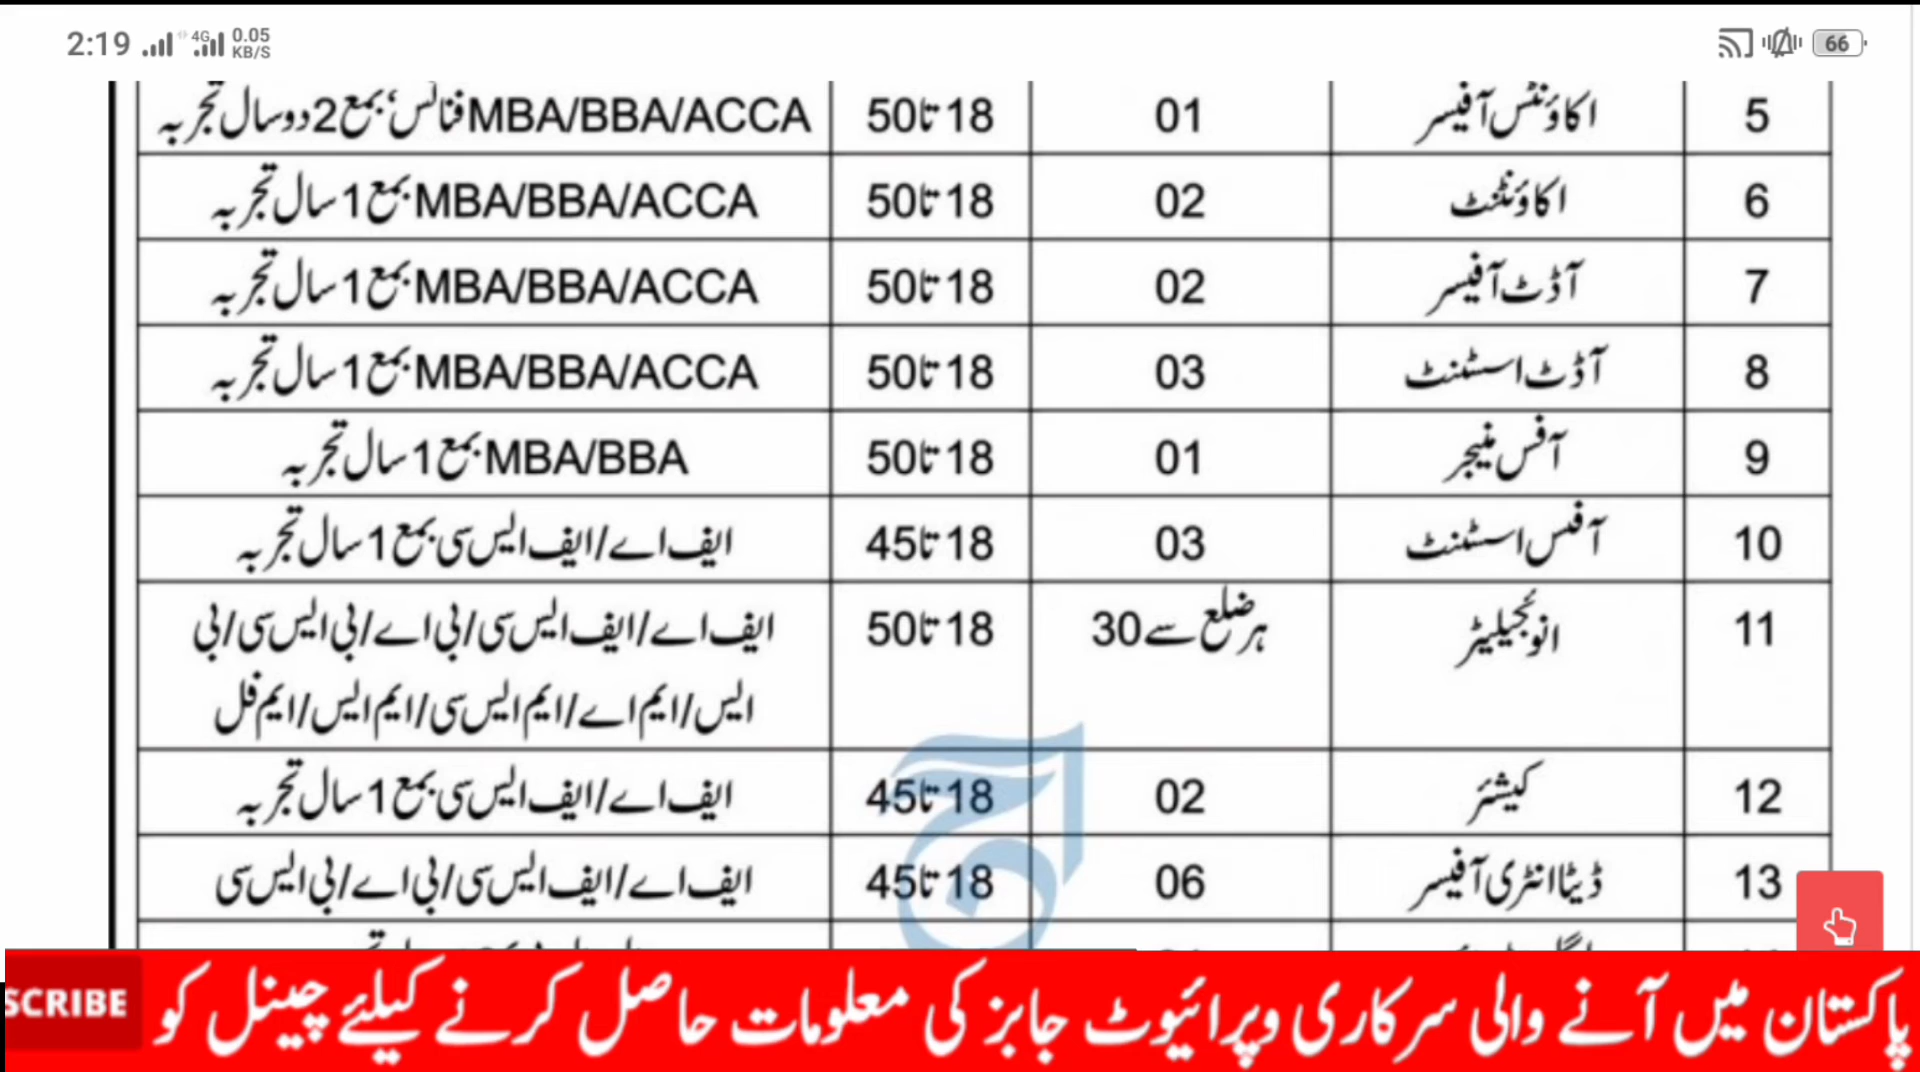 2:19 4G 0.05 KB/S 66
5 اکاؤنٹس آفیسر 01 18 تا 50 MBA/BBA/ACCA فنانس، بمع 2 دو سال تجربہ
6 اکاؤنٹنٹ 02 18 تا 50 MBA/BBA/ACCA بمع 1 سال تجربہ
7 آڈٹ آفیسر 02 18 تا 50 MBA/BBA/ACCA بمع 1 سال تجربہ
8 آڈٹ اسسٹنٹ 03 18 تا 50 MBA/BBA/ACCA بمع 1 سال تجربہ
9 آفس منیجر 01 18 تا 50 MBA/BBA بمع 1 سال تجربہ
10 آفس اسسٹنٹ 03 18 تا 45 ایف اے/ایف ایس سی بمع 1 سال تجربہ
11 انویجیلیٹر ہر ضلع سے 30 18 تا 50 ایف اے/ایف ایس سی/بی اے/بی ایس سی/بی
ایس/ایم اے/ایم ایس سی/ایم ایس/ایم فل
12 کیشئر 02 18 تا 45 ایف اے/ایف ایس سی بمع 1 سال تجربہ
13 ڈیٹا انٹری آفیسر 06 18 تا 45 ایف اے/ایف ایس سی/بی اے/بی ایس سی
پاکستان میں آنے والی سرکاری وپرائیوٹ جابز کی معلومات حاصل کرنے کیلئے چینل کو SCRIBE